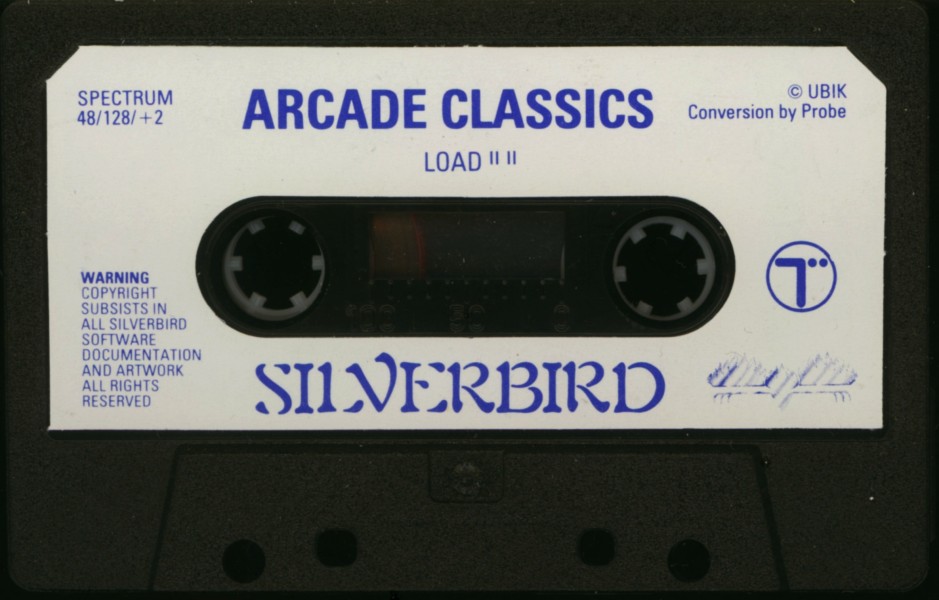 SPECTRUM
48/128/+2
ARCADE CLASSICS
© UBIK
Conversion by Probe
LOAD " "
WARNING
COPYRIGHT
SUBSISTS IN
ALL SILVERBIRD
SOFTWARE
DOCUMENTATION
AND ARTWORK
ALL RIGHTS
RESERVED
SILVERBIRD